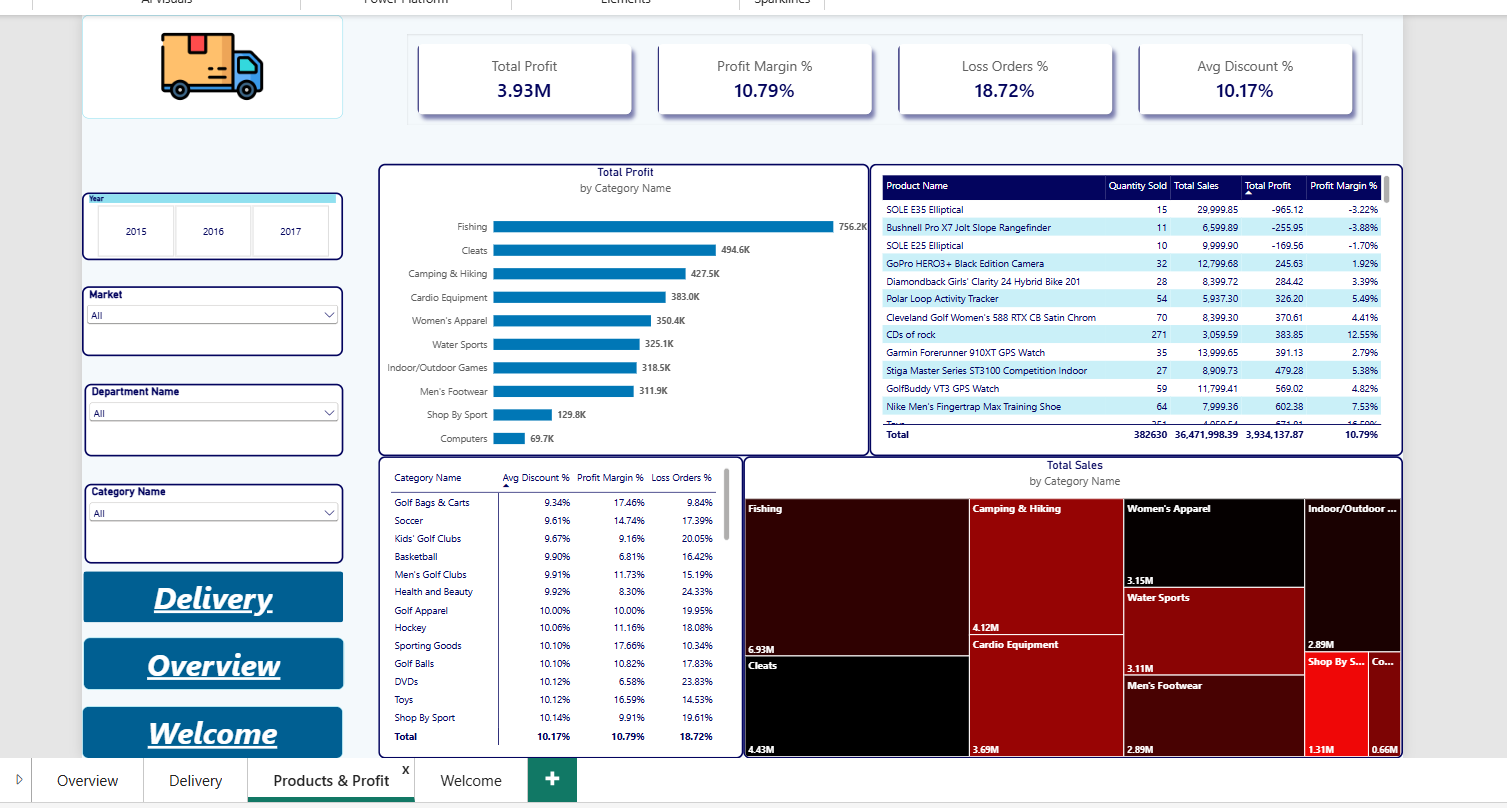 AI visuals Power Platform Elements Sparklines
Total Profit
3.93M
Profit Margin %
10.79%
Loss Orders %
18.72%
Avg Discount %
10.17%
Year
2015 2016 2017
Market
All
Department Name
All
Category Name
All
Delivery
Overview
Welcome
Total Profit
by Category Name
Fishing 756.2K
Cleats 494.6K
Camping & Hiking 427.5K
Cardio Equipment 383.0K
Women's Apparel 350.4K
Water Sports 325.1K
Indoor/Outdoor Games 318.5K
Men's Footwear 311.9K
Shop By Sport 129.8K
Computers 69.7K
Product Name Quantity Sold Total Sales Total Profit Profit Margin %
SOLE E35 Elliptical 15 29,999.85 -965.12 -3.22%
Bushnell Pro X7 Jolt Slope Rangefinder 11 6,599.89 -255.95 -3.88%
SOLE E25 Elliptical 10 9,999.90 -169.56 -1.70%
GoPro HERO3+ Black Edition Camera 32 12,799.68 245.63 1.92%
Diamondback Girls' Clarity 24 Hybrid Bike 201 28 8,399.72 284.42 3.39%
Polar Loop Activity Tracker 54 5,937.30 326.20 5.49%
Cleveland Golf Women's 588 RTX CB Satin Chrom 70 8,399.30 370.61 4.41%
CDs of rock 271 3,059.59 383.85 12.55%
Garmin Forerunner 910XT GPS Watch 35 13,999.65 391.13 2.79%
Stiga Master Series ST3100 Competition Indoor 27 8,909.73 479.28 5.38%
GolfBuddy VT3 GPS Watch 59 11,799.41 569.02 4.82%
Nike Men's Fingertrap Max Training Shoe 64 7,999.36 602.38 7.53%
Total 382630 36,471,998.39 3,934,137.87 10.79%
Category Name Avg Discount % Profit Margin % Loss Orders %
Golf Bags & Carts 9.34% 17.46% 9.84%
Soccer 9.61% 14.74% 17.39%
Kids' Golf Clubs 9.67% 9.16% 20.05%
Basketball 9.90% 6.81% 16.42%
Men's Golf Clubs 9.91% 11.73% 15.19%
Health and Beauty 9.92% 8.30% 24.33%
Golf Apparel 10.00% 10.00% 19.95%
Hockey 10.06% 11.16% 18.08%
Sporting Goods 10.10% 17.66% 10.34%
Golf Balls 10.10% 10.82% 17.83%
DVDs 10.12% 6.58% 23.83%
Toys 10.12% 16.59% 14.53%
Shop By Sport 10.14% 9.91% 19.61%
Total 10.17% 10.79% 18.72%
Total Sales
by Category Name
Fishing
6.93M
Cleats
4.43M
Camping & Hiking
4.12M
Cardio Equipment
3.69M
Women's Apparel
3.15M
Water Sports
3.11M
Men's Footwear
2.89M
Indoor/Outdoor ...
2.89M
Shop By S...
1.31M
Co...
0.66M
Overview Delivery Products & Profit x Welcome +